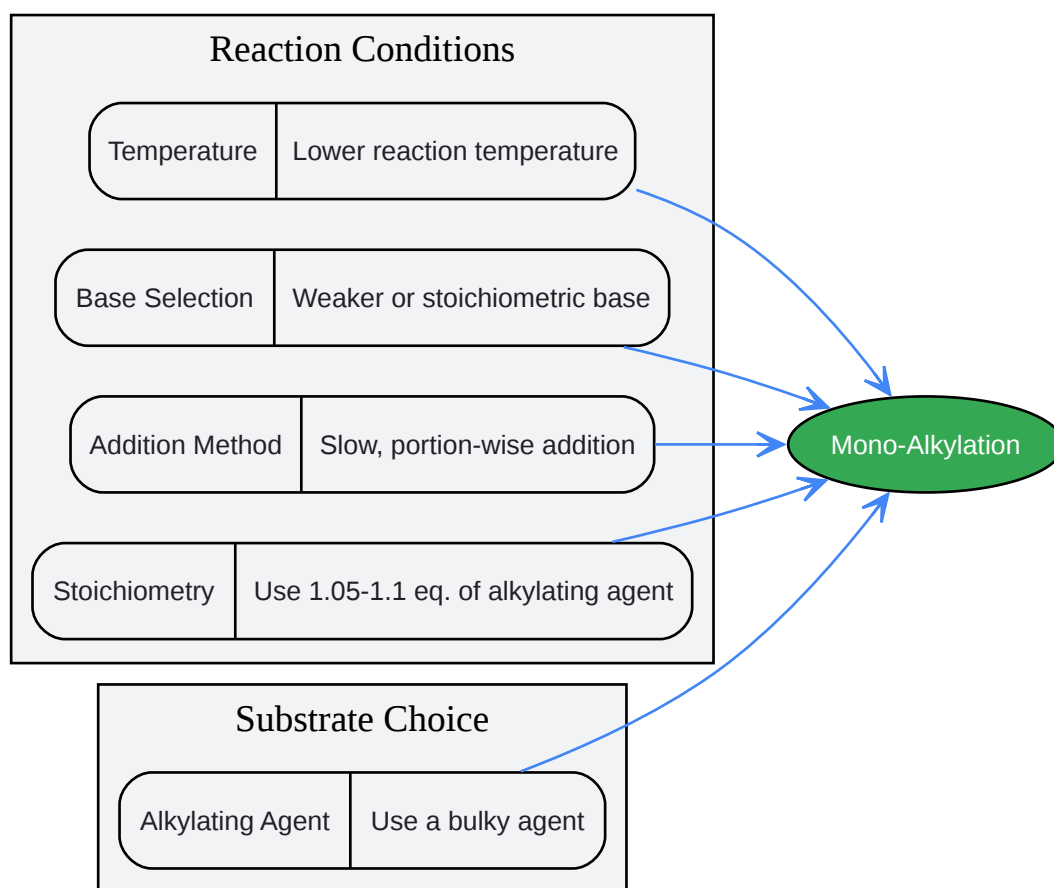 Reaction Conditions
Temperature
Lower reaction temperature
Base Selection
Weaker or stoichiometric base
Addition Method
Slow, portion-wise addition
Stoichiometry
Use 1.05-1.1 eq. of alkylating agent
Mono-Alkylation
Substrate Choice
Alkylating Agent
Use a bulky agent